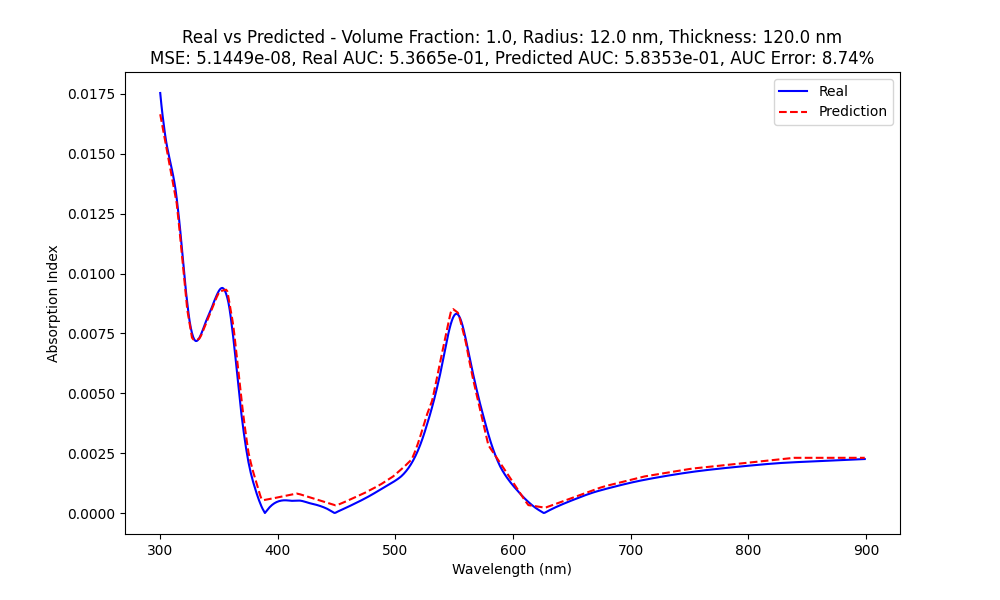 Real vs Predicted - Volume Fraction: 1.0, Radius: 12.0 nm, Thickness: 120.0 nm
MSE: 5.1449e-08, Real AUC: 5.3665e-01, Predicted AUC: 5.8353e-01, AUC Error: 8.74%
Real
Prediction
0.0175
0.0150
0.0125
0.0100
0.0075
0.0050
0.0025
0.0000
Absorption Index
300 400 500 600 700 800 900
Wavelength (nm)